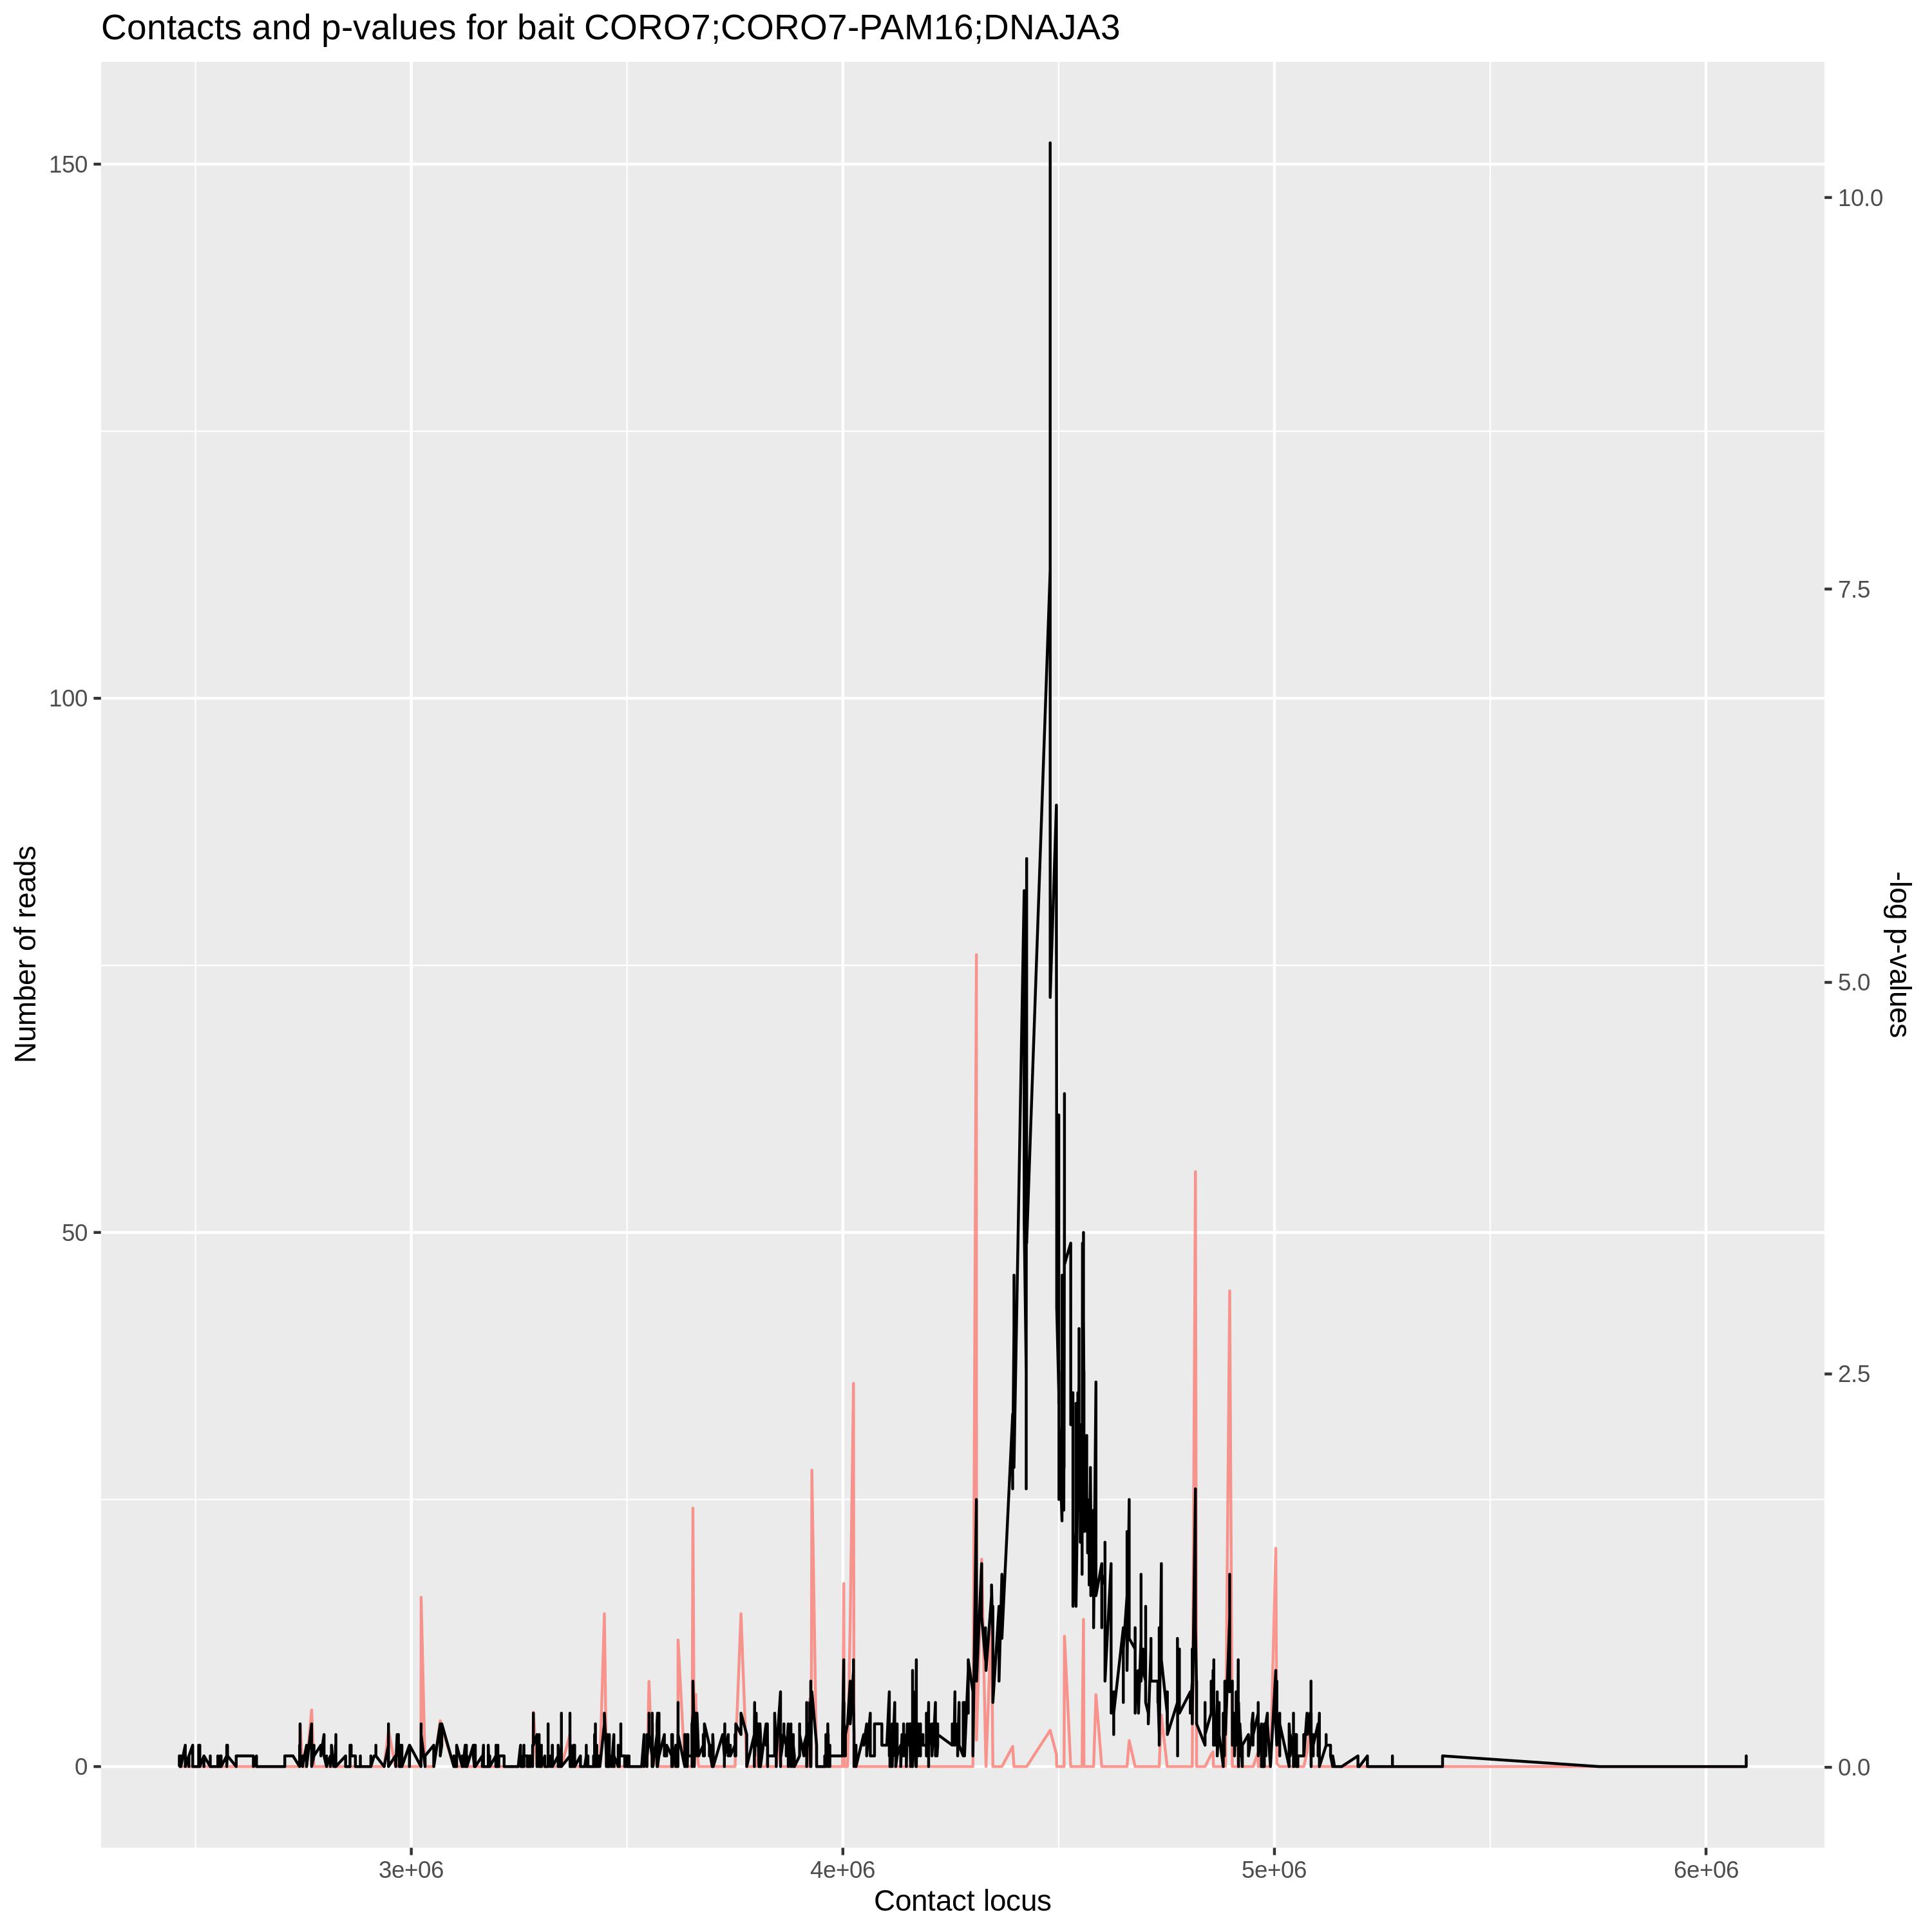 Contacts and p-values for bait CORO7;CORO7-PAM16;DNAJA3
150
100
50
0
Number of reads
10.0
7.5
5.0
2.5
0.0
-log p-values
3e+06
4e+06
5e+06
6e+06
Contact locus